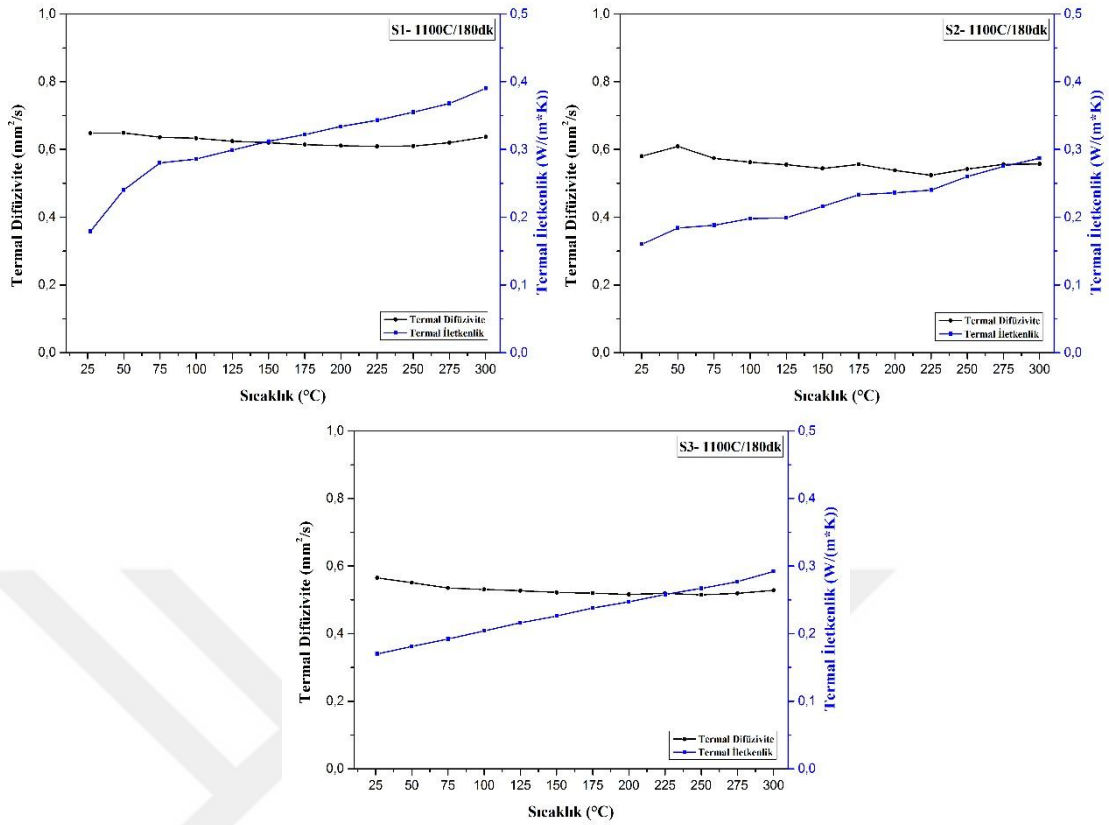 S1- 1100C/180dk
Termal Difüzivite (mm²/s)
1,0
0,8
0,6
0,4
0,2
0,0
0,5
0,4
0,3
0,2
0,1
0,0
Termal İletkenlik (W/(m*K))
Termal Difüzivite
Termal İletkenlik
25 50 75 100 125 150 175 200 225 250 275 300
Sıcaklık (°C)
S2- 1100C/180dk
Termal Difüzivite (mm²/s)
1,0
0,8
0,6
0,4
0,2
0,0
0,5
0,4
0,3
0,2
0,1
0,0
Termal İletkenlik (W/(m*K))
Termal Difüzivite
Termal İletkenlik
25 50 75 100 125 150 175 200 225 250 275 300
Sıcaklık (°C)
S3- 1100C/180dk
Termal Difüzivite (mm²/s)
1,0
0,8
0,6
0,4
0,2
0,0
0,5
0,4
0,3
0,2
0,1
0,0
Termal İletkenlik (W/(m*K))
Termal Difüzivite
Termal İletkenlik
25 50 75 100 125 150 175 200 225 250 275 300
Sıcaklık (°C)